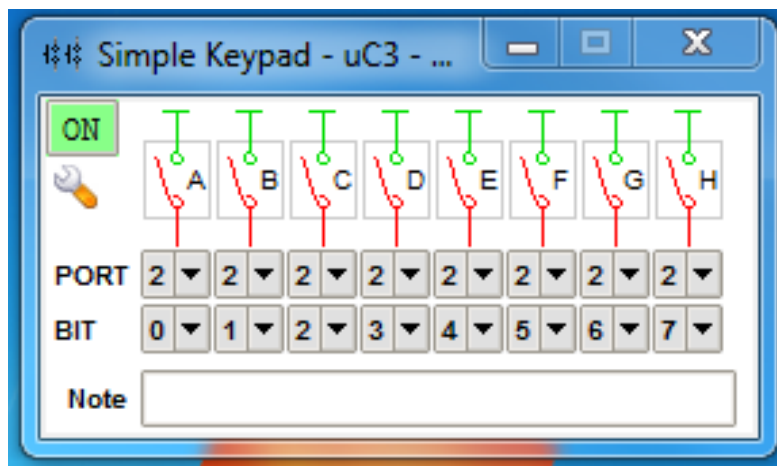 Simple Keypad - uC3 - ...
ON
A B C D E F G H
PORT 2 2 2 2 2 2 2 2
BIT 0 1 2 3 4 5 6 7
Note